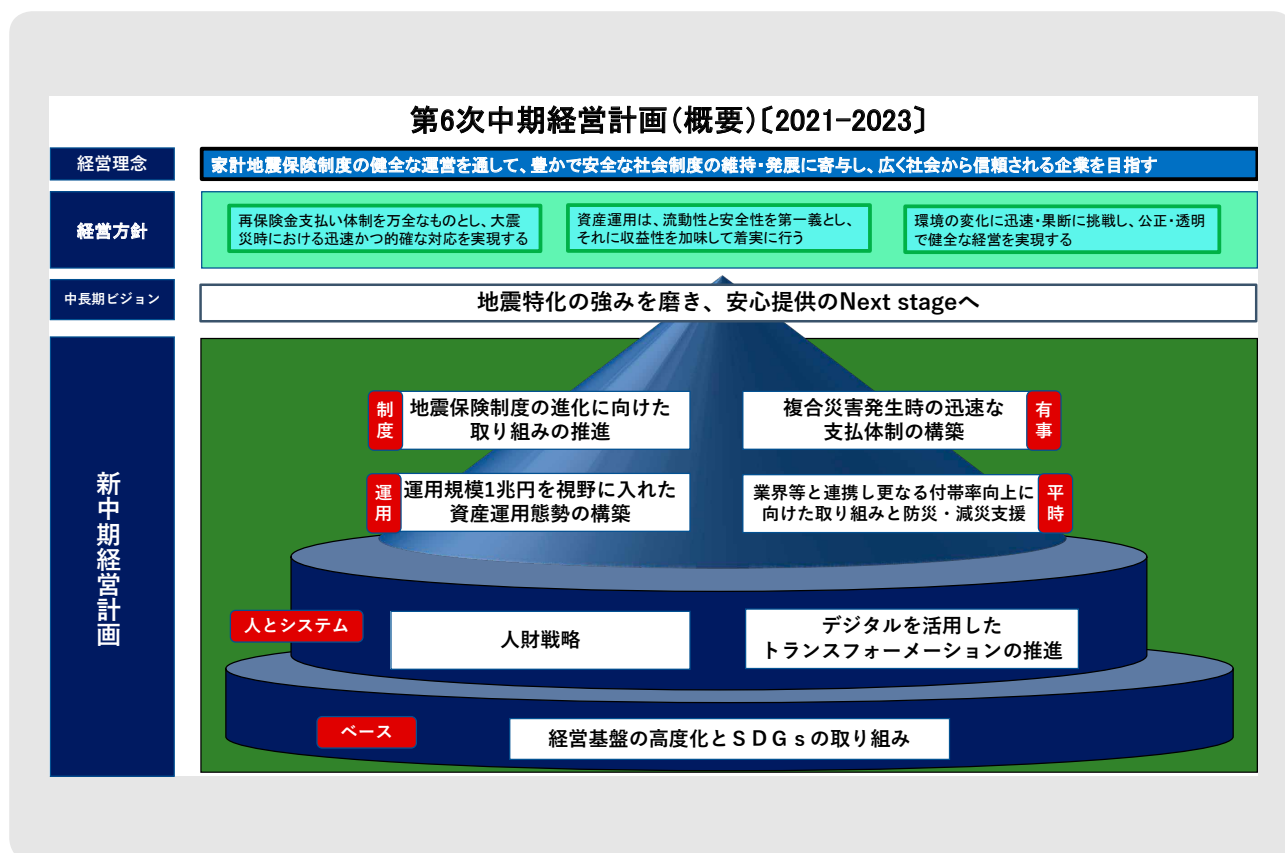 第6次中期経営計画(概要)〔2021-2023〕
経営理念
家計地震保険制度の健全な運営を通して、豊かで安全な社会制度の維持・発展に寄与し、広く社会から信頼される企業を目指す
経営方針
再保険金支払い体制を万全なものとし、大震
災時における迅速かつ的確な対応を実現する
資産運用は、流動性と安全性を第一義とし、
それに収益性を加味して着実に行う
環境の変化に迅速・果断に挑戦し、公正・透明
で健全な経営を実現する
中長期ビジョン
地震特化の強みを磨き、安心提供のNext stageへ
新中期経営計画
制度
地震保険制度の進化に向けた
取り組みの推進
複合災害発生時の迅速な
支払体制の構築
有事
運用
運用規模1兆円を視野に入れた
資産運用態勢の構築
業界等と連携し更なる付帯率向上に
向けた取り組みと防災・減災支援
平時
人とシステム
人財戦略
デジタルを活用した
トランスフォーメーションの推進
ベース
経営基盤の高度化とSDGsの取り組み